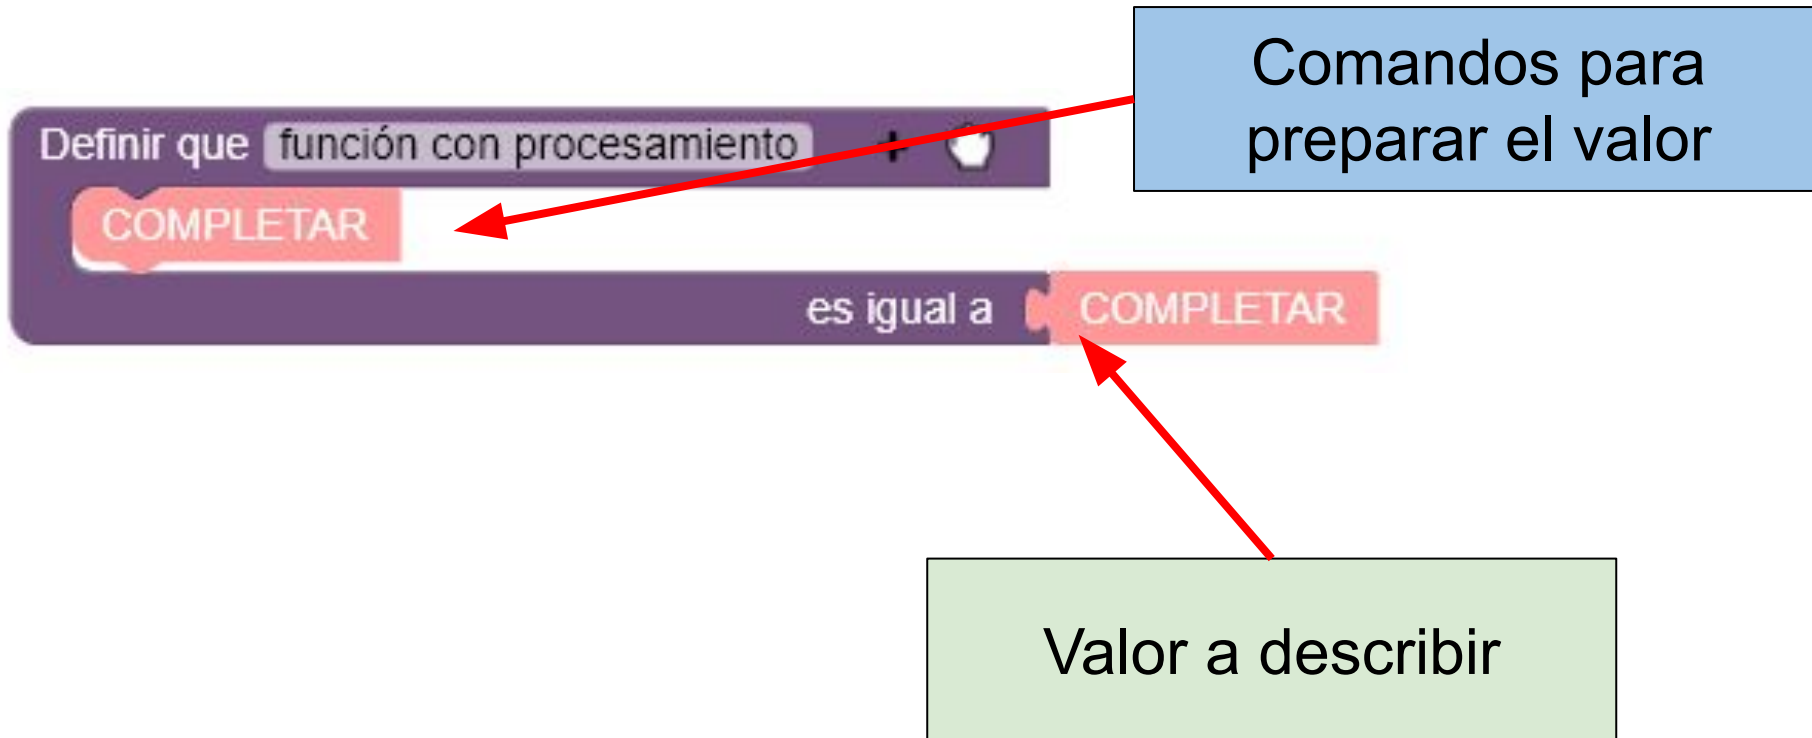 Comandos para
preparar el valor
Definir que función con procesamiento +
COMPLETAR
es igual a COMPLETAR
Valor a describir